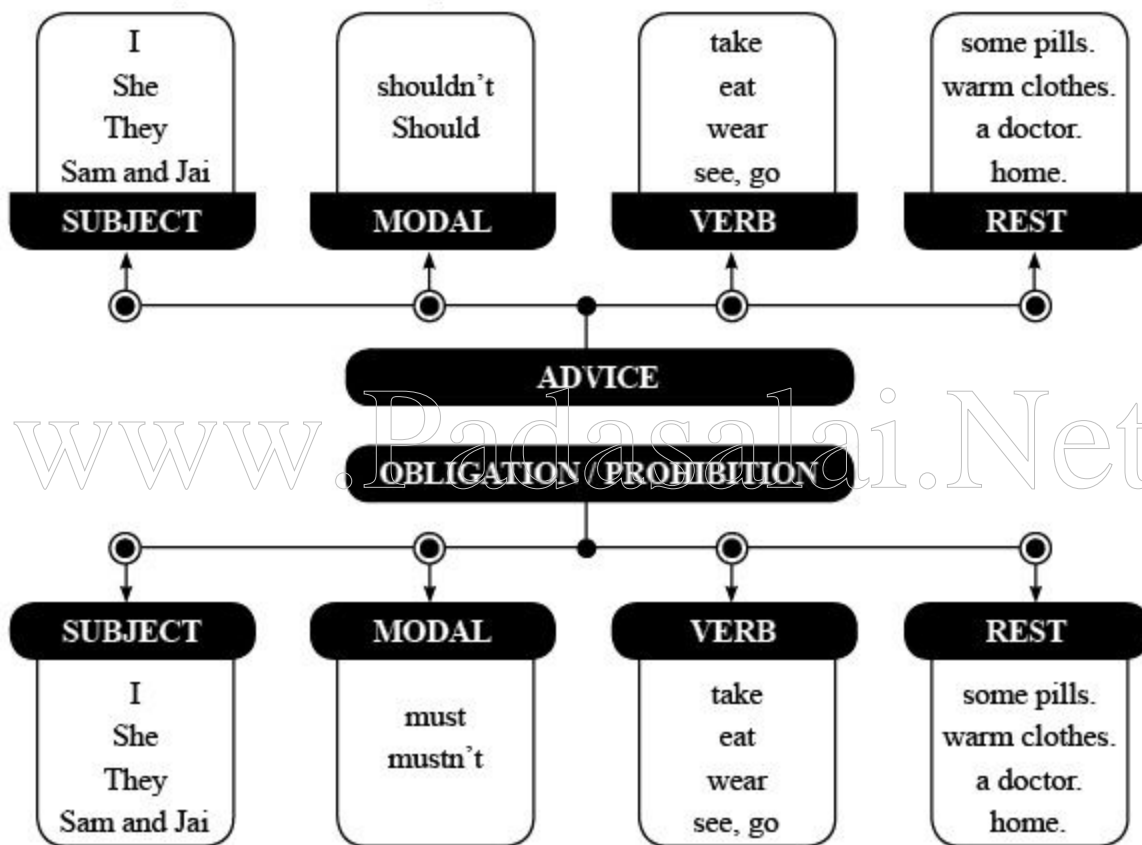 I
She
They
Sam and Jai
SUBJECT
shouldn't
Should
MODAL
take
eat
wear
see, go
VERB
some pills.
warm clothes.
a doctor.
home.
REST
ADVICE
www.Padasalai.Net
OBLIGATION / PROHIBITION
SUBJECT
I
She
They
Sam and Jai
MODAL
must
mustn't
VERB
take
eat
wear
see, go
REST
some pills.
warm clothes.
a doctor.
home.